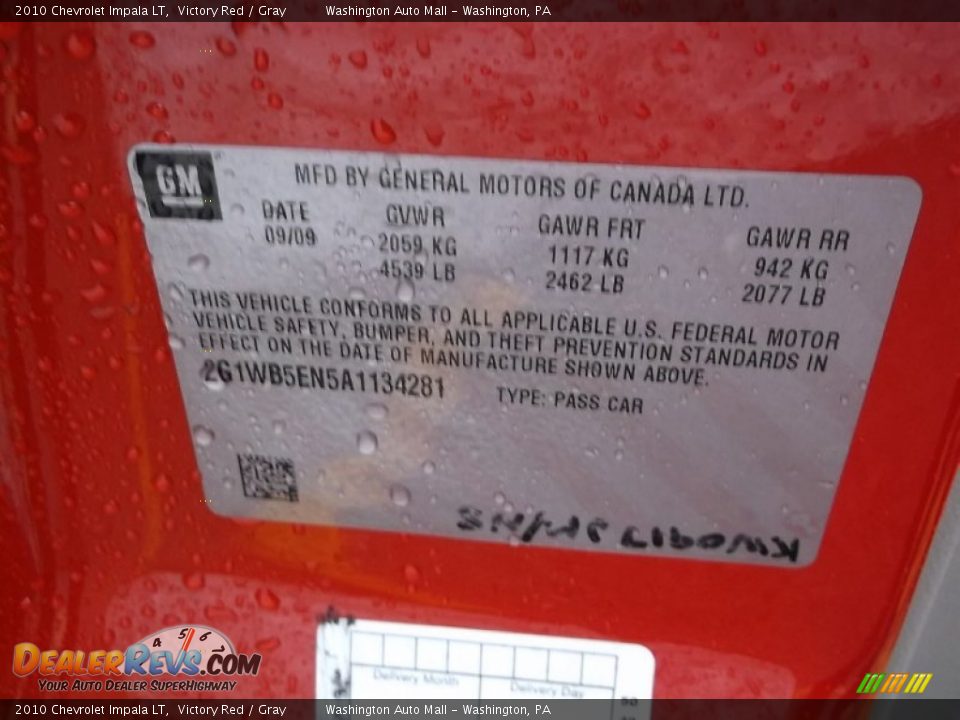 2010 Chevrolet Impala LT, Victory Red / Gray Washington Auto Mall - Washington, PA
GM
MFD BY GENERAL MOTORS OF CANADA LTD.
DATE GVWR GAWR FRT GAWR RR
09/09 2059 KG 1117 KG 942 KG
4539 LB 2462 LB 2077 LB
THIS VEHICLE CONFORMS TO ALL APPLICABLE U.S. FEDERAL MOTOR
VEHICLE SAFETY, BUMPER, AND THEFT PREVENTION STANDARDS IN
EFFECT ON THE DATE OF MANUFACTURE SHOWN ABOVE.
2G1WB5EN5A1134281 TYPE: PASS CAR
Delivery Month Delivery Day
4 5 6
DEALERREVS.COM
YOUR AUTO DEALER SUPERHIGHWAY
2010 Chevrolet Impala LT, Victory Red / Gray Washington Auto Mall - Washington, PA